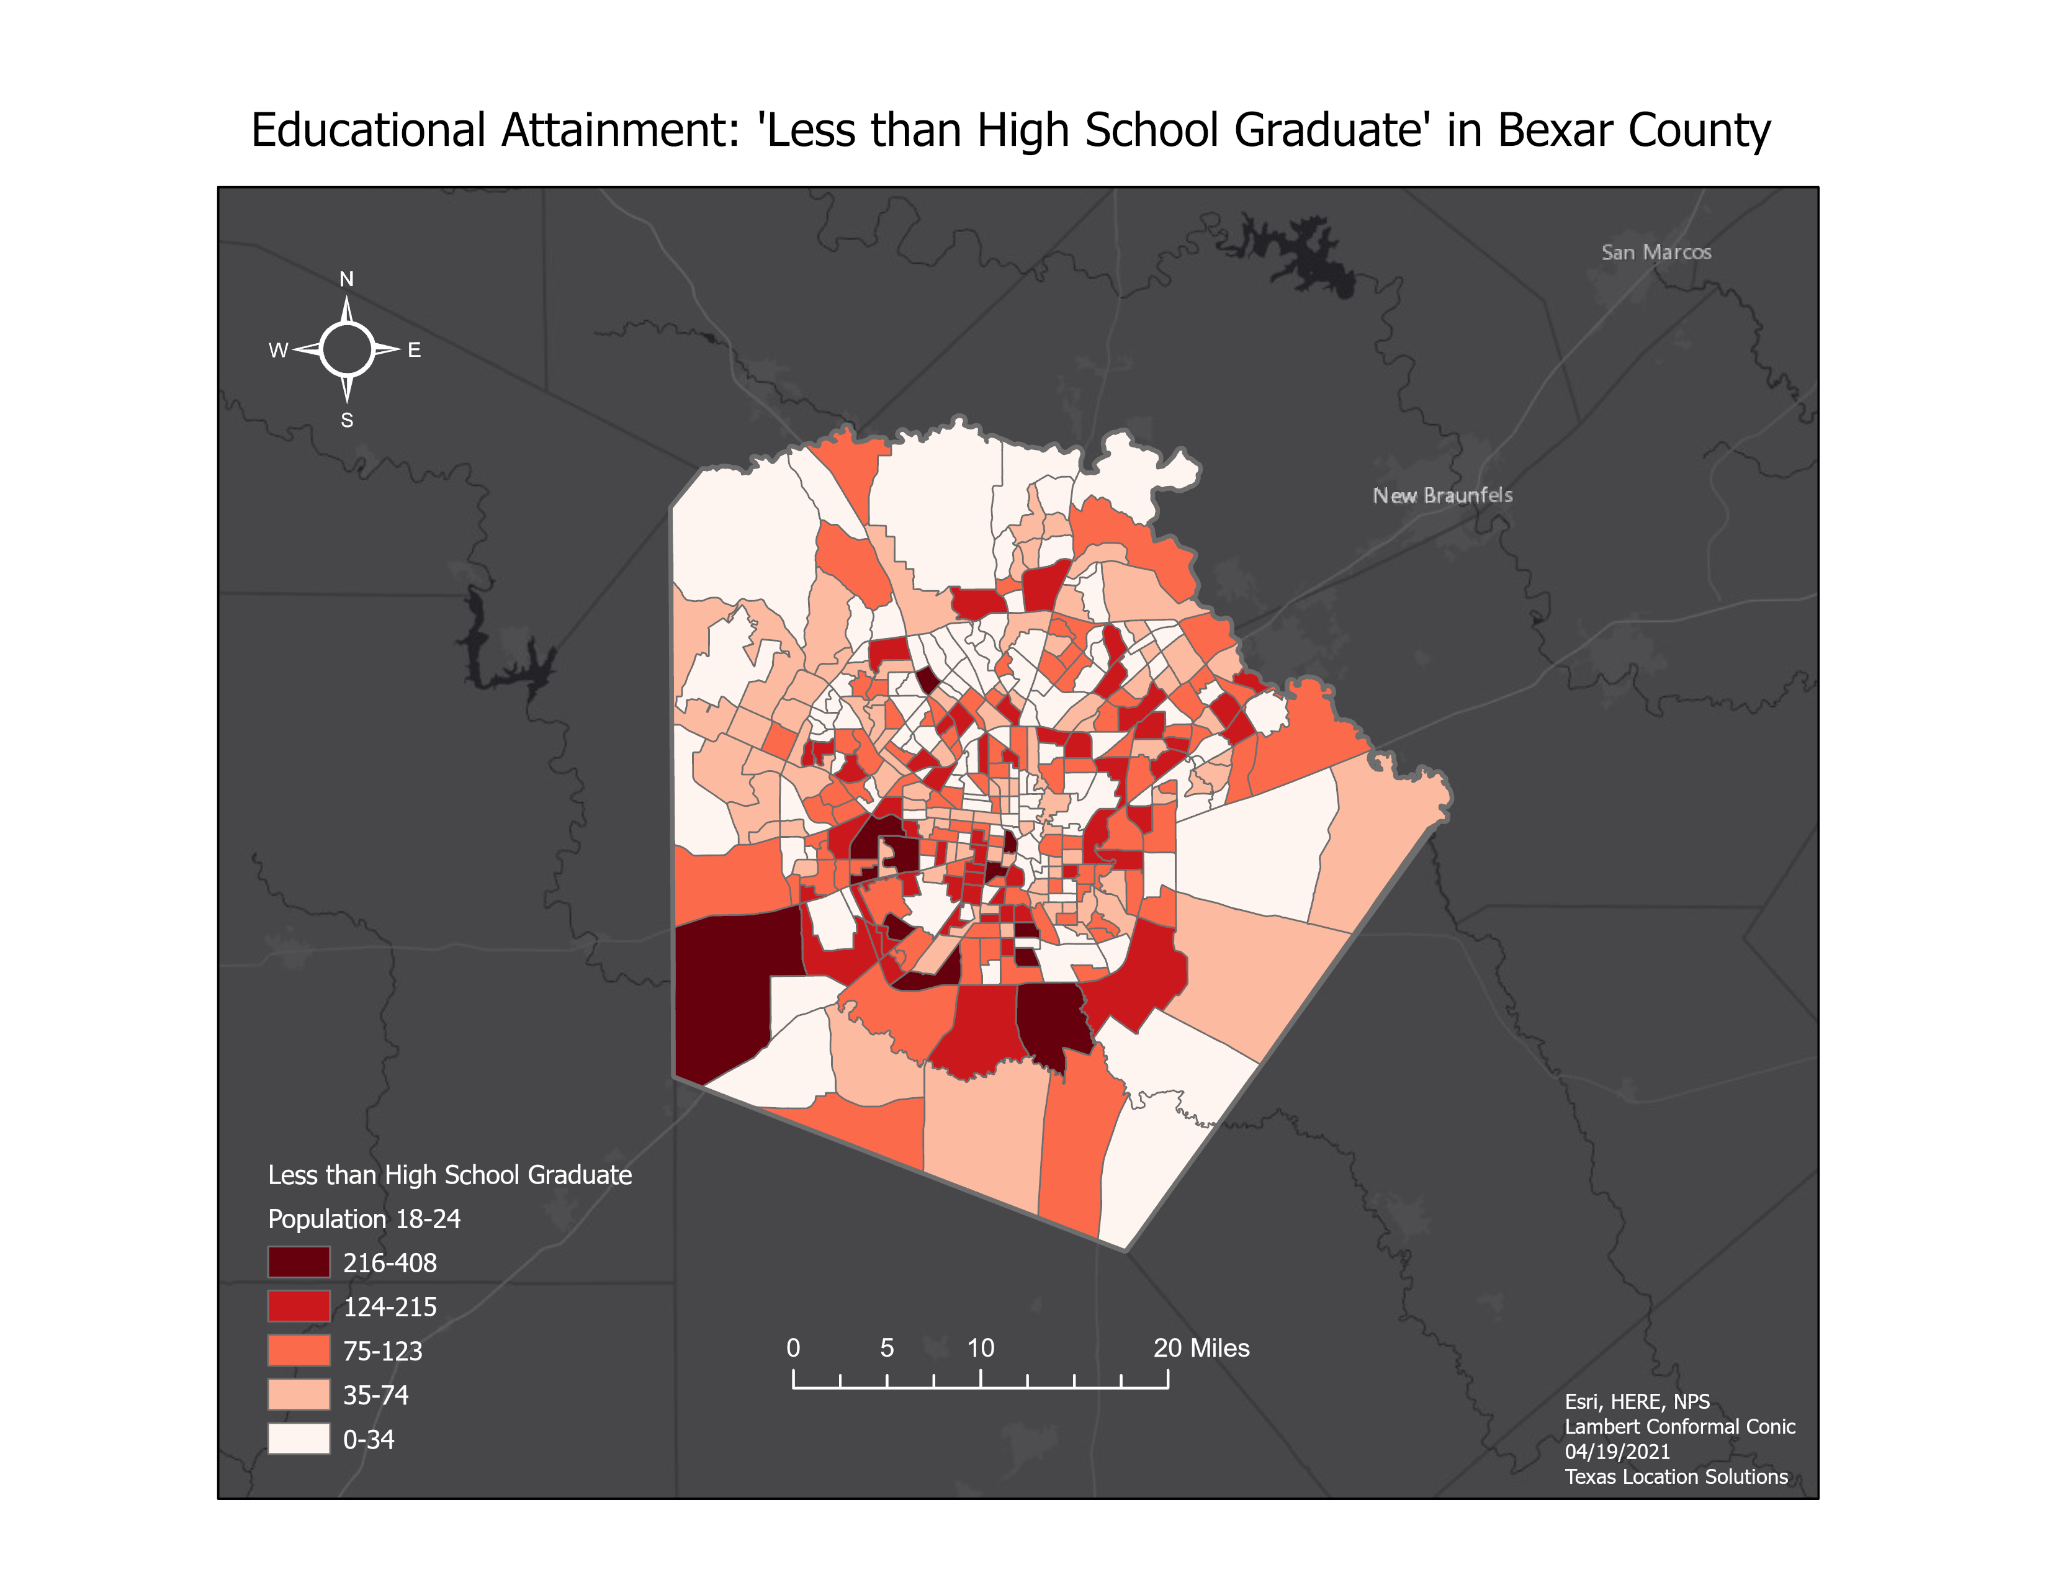 Educational Attainment: 'Less than High School Graduate' in Bexar County
San Marcos
N
W E
S
New Braunfels
Less than High School Graduate
Population 18-24
216-408
124-215
75-123
35-74
0-34
0 5 10 20 Miles
Esri, HERE, NPS
Lambert Conformal Conic
04/19/2021
Texas Location Solutions